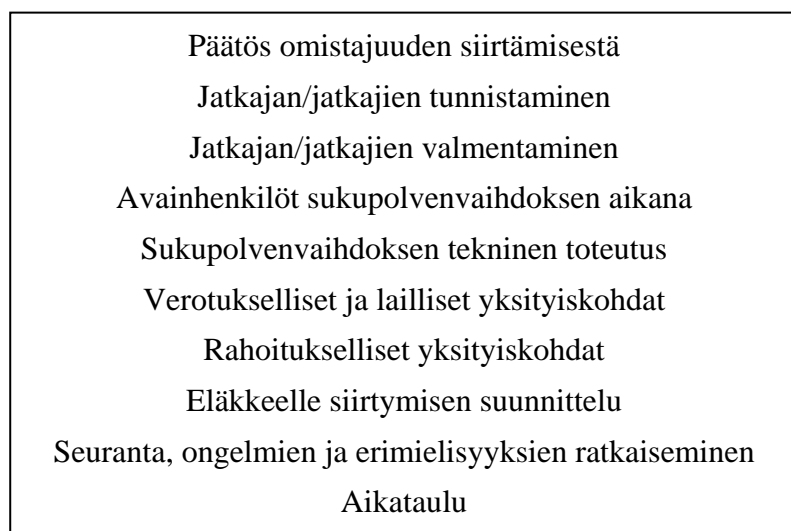 Päätös omistajuuden siirtämisestä
Jatkajan/jatkajien tunnistaminen
Jatkajan/jatkajien valmentaminen
Avainhenkilöt sukupolvenvaihdoksen aikana
Sukupolvenvaihdoksen tekninen toteutus
Verotukselliset ja lailliset yksityiskohdat
Rahoitukselliset yksityiskohdat
Eläkkeelle siirtymisen suunnittelu
Seuranta, ongelmien ja erimielisyyksien ratkaiseminen
Aikataulu